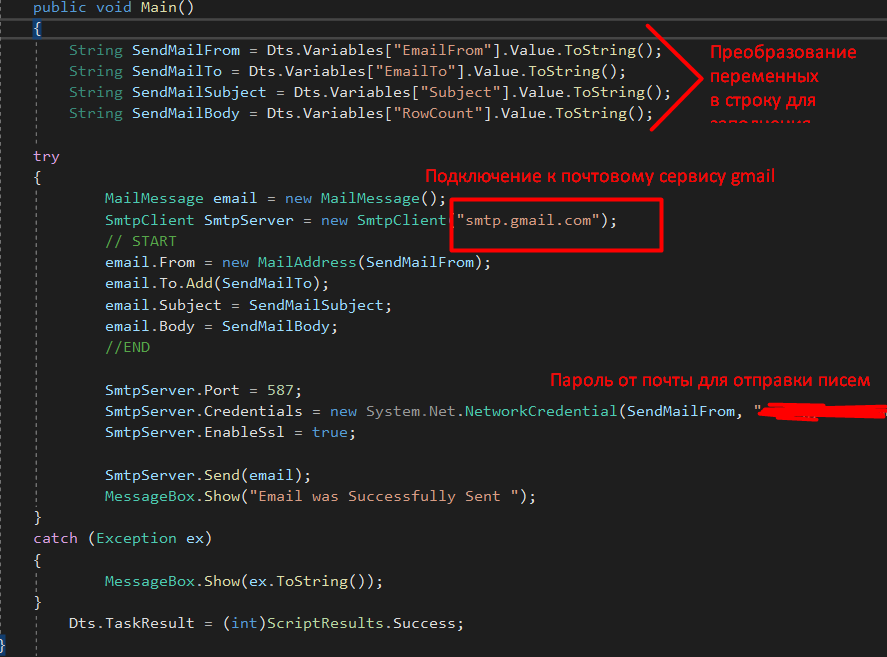 public void Main()
{
String SendMailFrom = Dts.Variables["EmailFrom"].Value.ToString();
String SendMailTo = Dts.Variables["EmailTo"].Value.ToString();
String SendMailSubject = Dts.Variables["Subject"].Value.ToString();
String SendMailBody = Dts.Variables["RowCount"].Value.ToString();
Преобразование
переменных
в строку для
try
{
Подключение к почтовому сервису gmail
MailMessage email = new MailMessage();
SmtpClient SmtpServer = new SmtpClient("smtp.gmail.com");
// START
email.From = new MailAddress(SendMailFrom);
email.To.Add(SendMailTo);
email.Subject = SendMailSubject;
email.Body = SendMailBody;
//END
SmtpServer.Port = 587;
Пароль от почты для отправки писем
SmtpServer.Credentials = new System.Net.NetworkCredential(SendMailFrom, "
SmtpServer.EnableSsl = true;
SmtpServer.Send(email);
MessageBox.Show("Email was Successfully Sent ");
}
catch (Exception ex)
{
MessageBox.Show(ex.ToString());
}
Dts.TaskResult = (int)ScriptResults.Success;
}